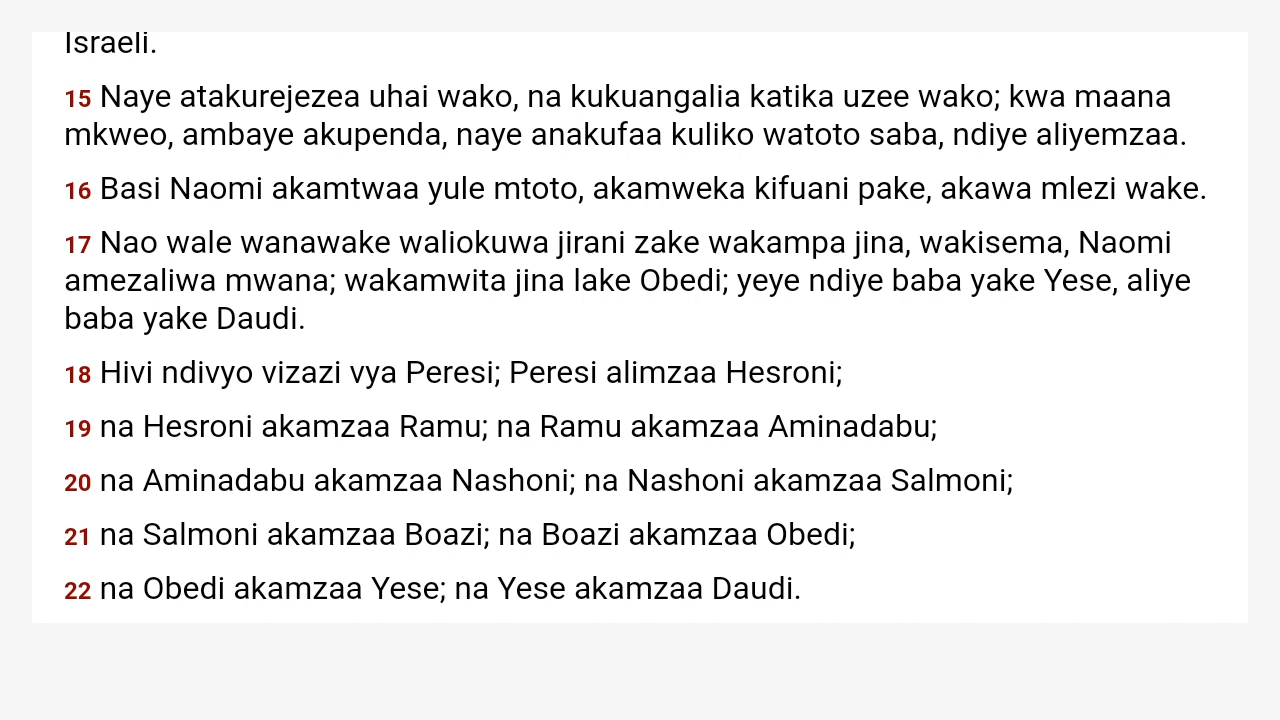 Israeli.
15 Naye atakurejezea uhai wako, na kukuangalia katika uzee wako; kwa maana
mkweo, ambaye akupenda, naye anakufaa kuliko watoto saba, ndiye aliyemzaa.
16 Basi Naomi akamtwaa yule mtoto, akamweka kifuani pake, akawa mlezi wake.
17 Nao wale wanawake waliokuwa jirani zake wakampa jina, wakisema, Naomi
amezaliwa mwana; wakamwita jina lake Obedi; yeye ndiye baba yake Yese, aliye
baba yake Daudi.
18 Hivi ndivyo vizazi vya Peresi; Peresi alimzaa Hesroni;
19 na Hesroni akamzaa Ramu; na Ramu akamzaa Aminadabu;
20 na Aminadabu akamzaa Nashoni; na Nashoni akamzaa Salmoni;
21 na Salmoni akamzaa Boazi; na Boazi akamzaa Obedi;
22 na Obedi akamzaa Yese; na Yese akamzaa Daudi.